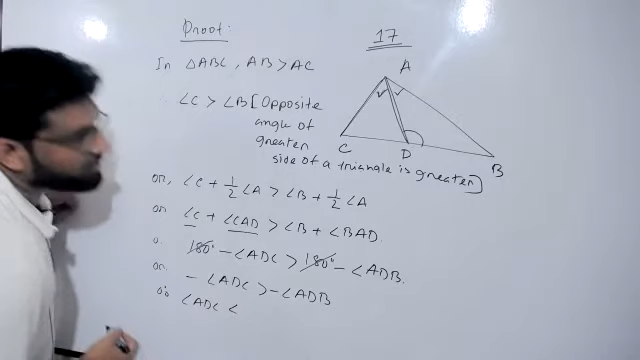 Proof:
17
In △ABC, AB > AC
∴ ∠C > ∠B [Opposite
angle of
greater
side of a triangle is greater]
A
C
D
B
or, ∠C + 1/2 ∠A > ∠B + 1/2 ∠A
or ∠C + ∠CAD > ∠B + ∠BAD.
o. 180° - ∠ADC > 180° - ∠ADB.
or - ∠ADC > - ∠ADB
∴ ∠ADC <